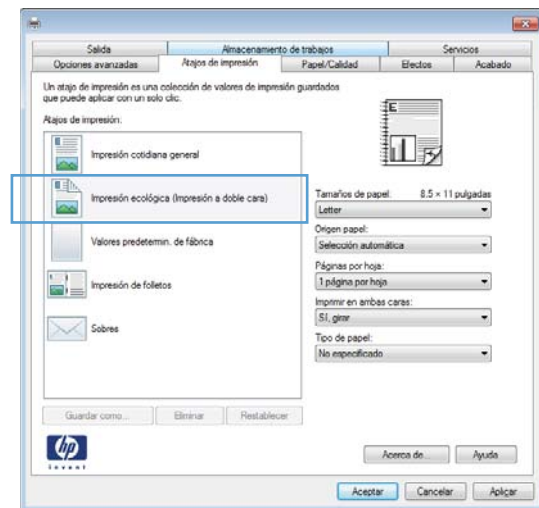 Salida
Almacenamiento de trabajos
Servicios
Opciones avanzadas
Atajos de impresión
Papel/Calidad
Efectos
Acabado
Un atajo de impresión es una colección de valores de impresión guardados
que puede aplicar con un solo clic.
Atajos de impresión:
Impresión cotidiana general
Impresión ecológica (Impresión a doble cara)
Valores predetermin. de fábrica
Impresión de folletos
Sobres
E
Tamaños de papel: 8.5 × 11 pulgadas
Letter
Origen papel:
Selección automática
Páginas por hoja:
1 página por hoja
Imprimir en ambas caras:
Sí, girar
Tipo de papel:
No especificado
Guardar como...
Eliminar
Restablecer
hp
invent
Acerca de...
Ayuda
Aceptar
Cancelar
Aplicar